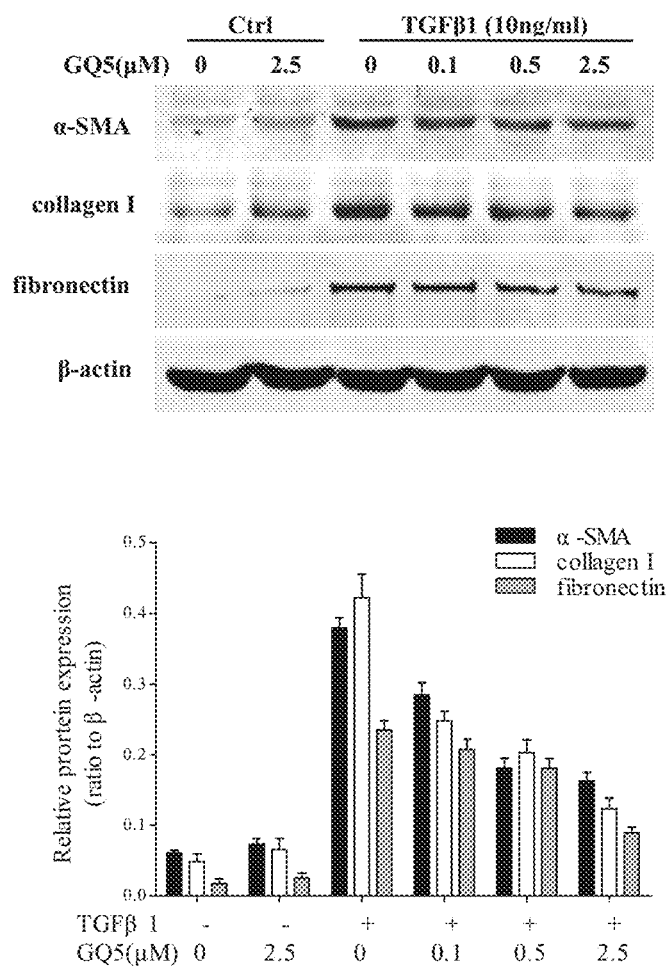 Ctrl TGFβ1 (10ng/ml)
GQ5(μM) 0 2.5 0 0.1 0.5 2.5
α-SMA
collagen I
fibronectin
β-actin
α -SMA
collagen I
fibronectin
Relative prortein expression
(ratio to β -actin)
0.5
0.4
0.3
0.2
0.1
0.0
TGFβ 1 - - + + + +
GQ5(μM) 0 2.5 0 0.1 0.5 2.5